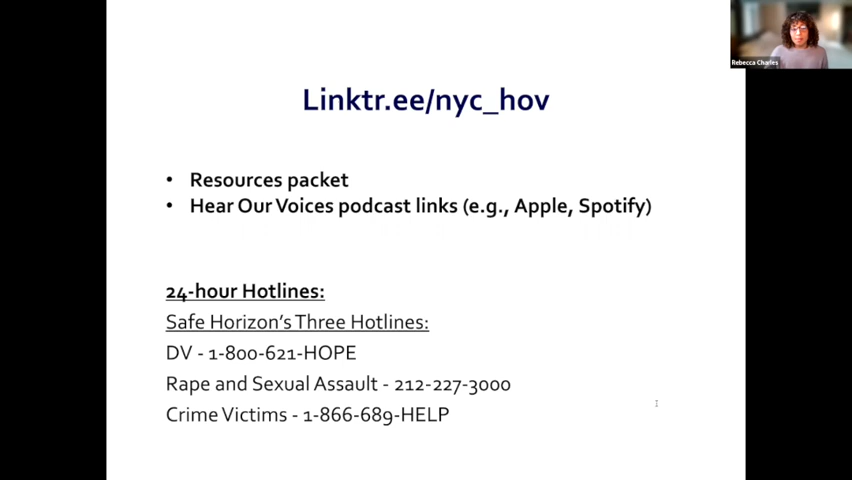 Rebecca Charles
Linktr.ee/nyc_hov
• Resources packet
• Hear Our Voices podcast links (e.g., Apple, Spotify)
24-hour Hotlines:
Safe Horizon's Three Hotlines:
DV - 1-800-621-HOPE
Rape and Sexual Assault - 212-227-3000
Crime Victims - 1-866-689-HELP